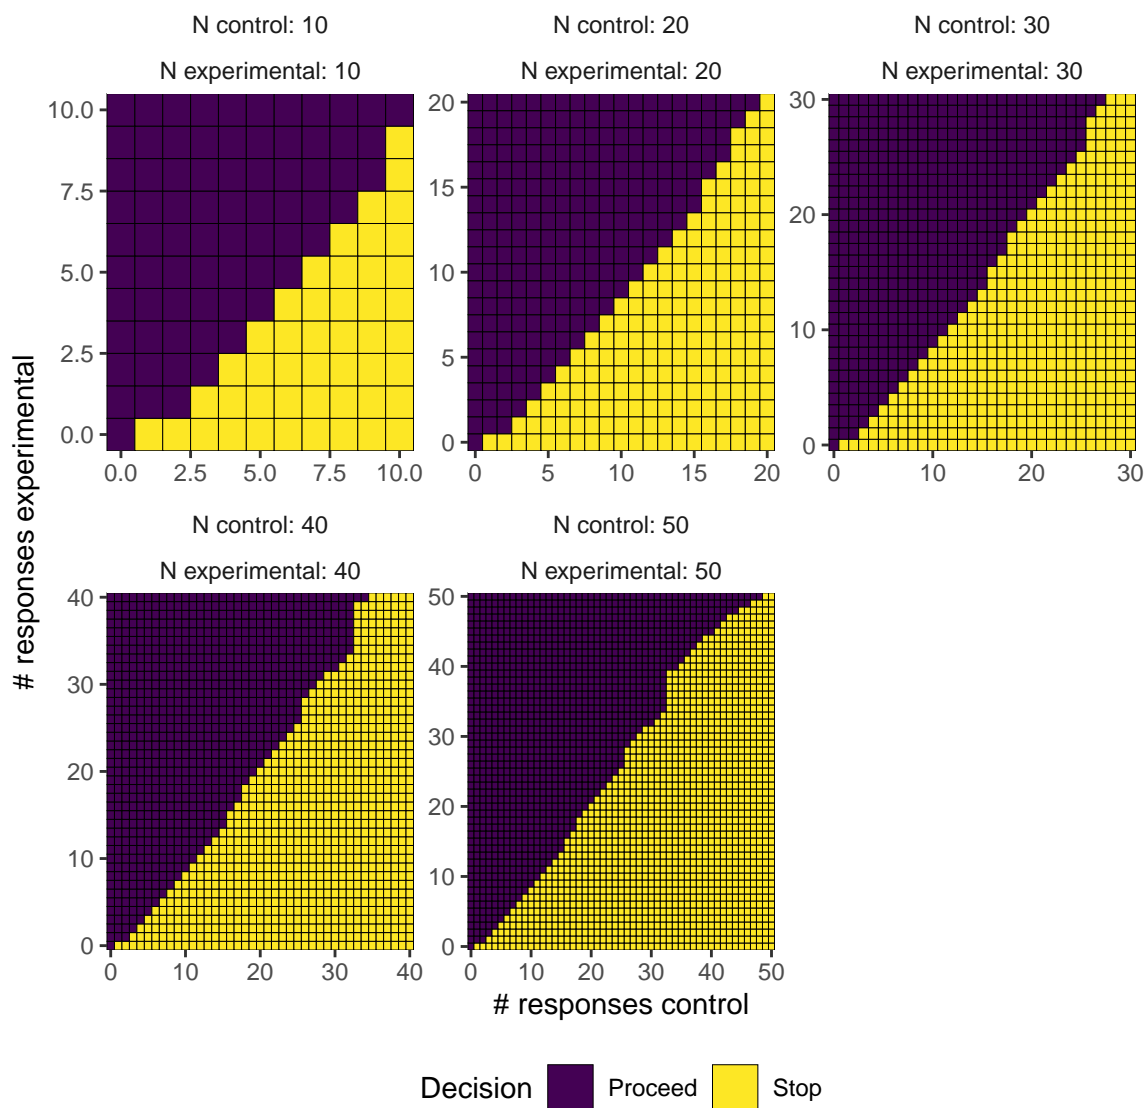 N control: 10
N experimental: 10
N control: 20
N experimental: 20
N control: 30
N experimental: 30
10.0
7.5
5.0
2.5
0.0
0.0 2.5 5.0 7.5 10.0
20
15
10
5
0
0 5 10 15 20
30
20
10
0
0 10 20 30
# responses experimental
N control: 40
N experimental: 40
N control: 50
N experimental: 50
40
30
20
10
0
0 10 20 30 40
50
40
30
20
10
0
0 10 20 30 40 50
# responses control
Decision Proceed Stop